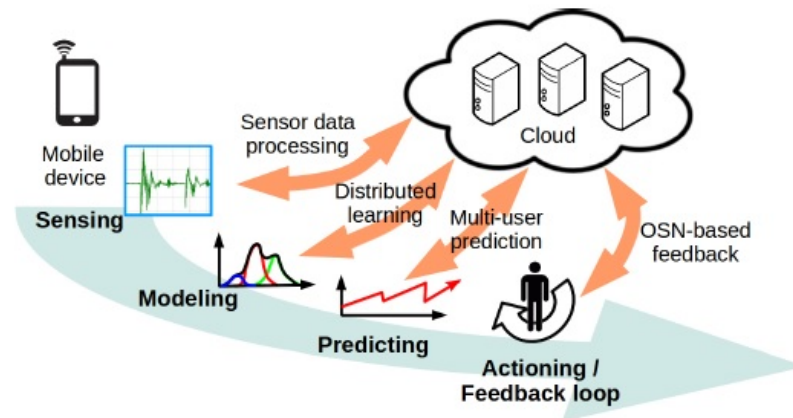 Mobile
device
Sensing
Sensor data
processing
Cloud
Distributed
learning
Modeling
Multi-user
prediction
OSN-based
feedback
Predicting
Actioning /
Feedback loop